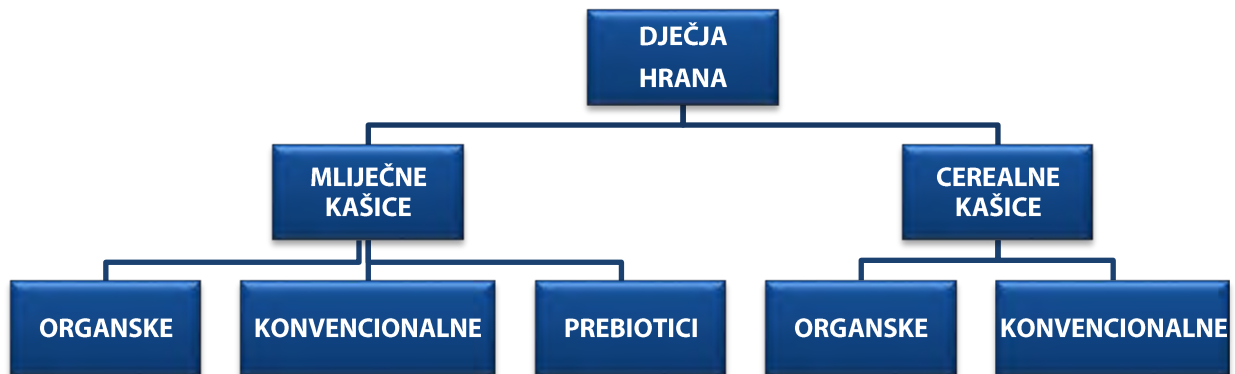 DJEČJA
HRANA
MLIJEČNE
KAŠICE
CEREALNE
KAŠICE
ORGANSKE
KONVENCIONALNE
PREBIOTICI
ORGANSKE
KONVENCIONALNE